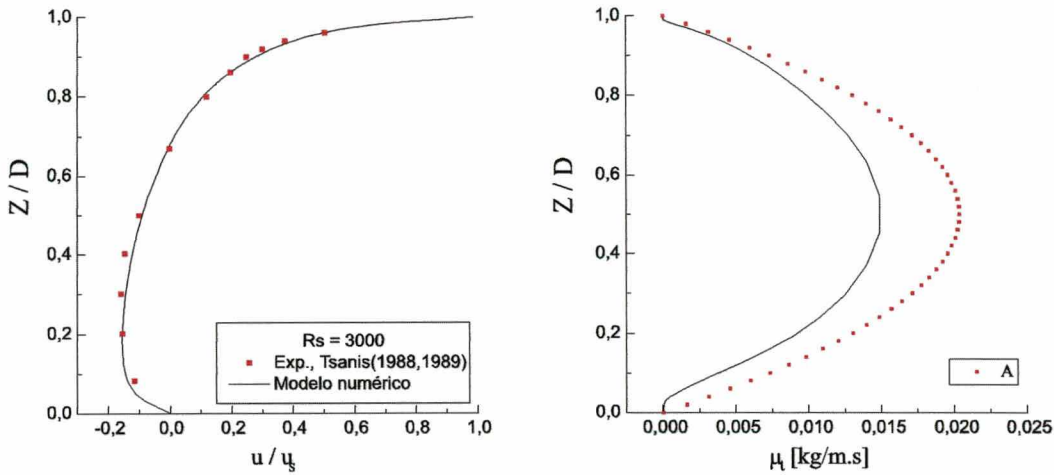 1,0
0,8
0,6
0,4
0,2
0,0
Z / D
-0,2 0,0 0,2 0,4 0,6 0,8 1,0
u / us
Rs = 3000
Exp., Tsanis(1988,1989)
Modelo numérico
1,0
0,8
0,6
0,4
0,2
0,0
Z / D
0,000 0,005 0,010 0,015 0,020 0,025
μt [kg/m.s]
A